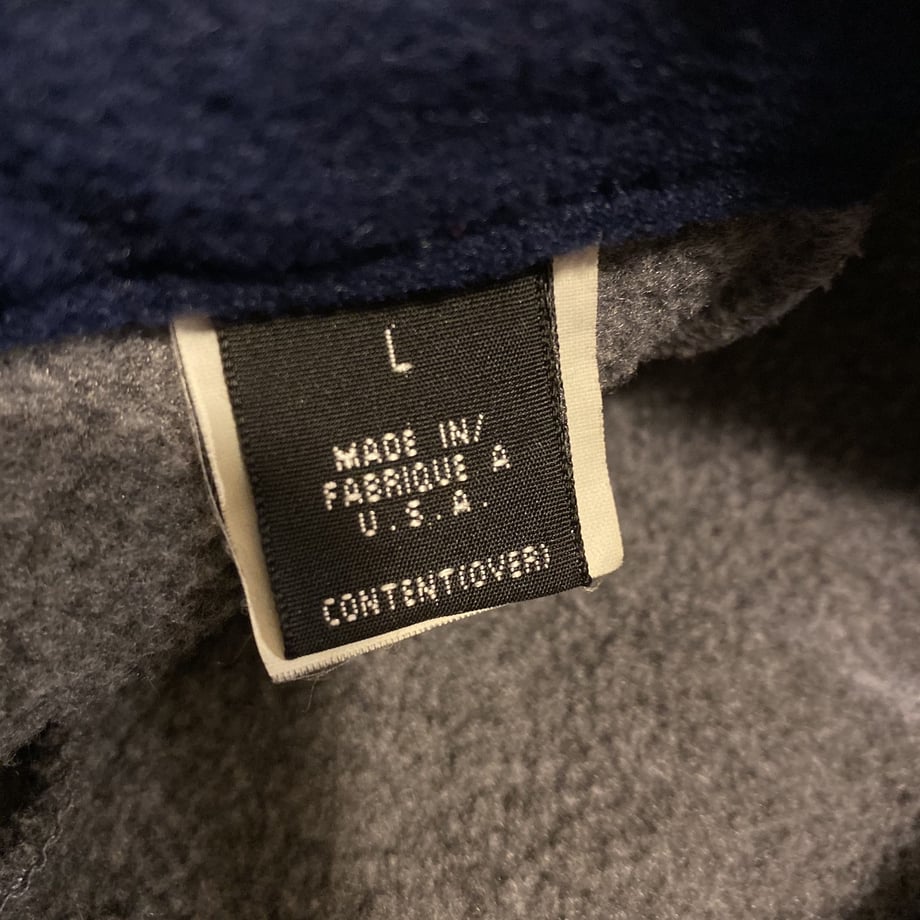 L
MADE IN/
FABRIQUE A
U.S.A.
CONTENT(OVER)